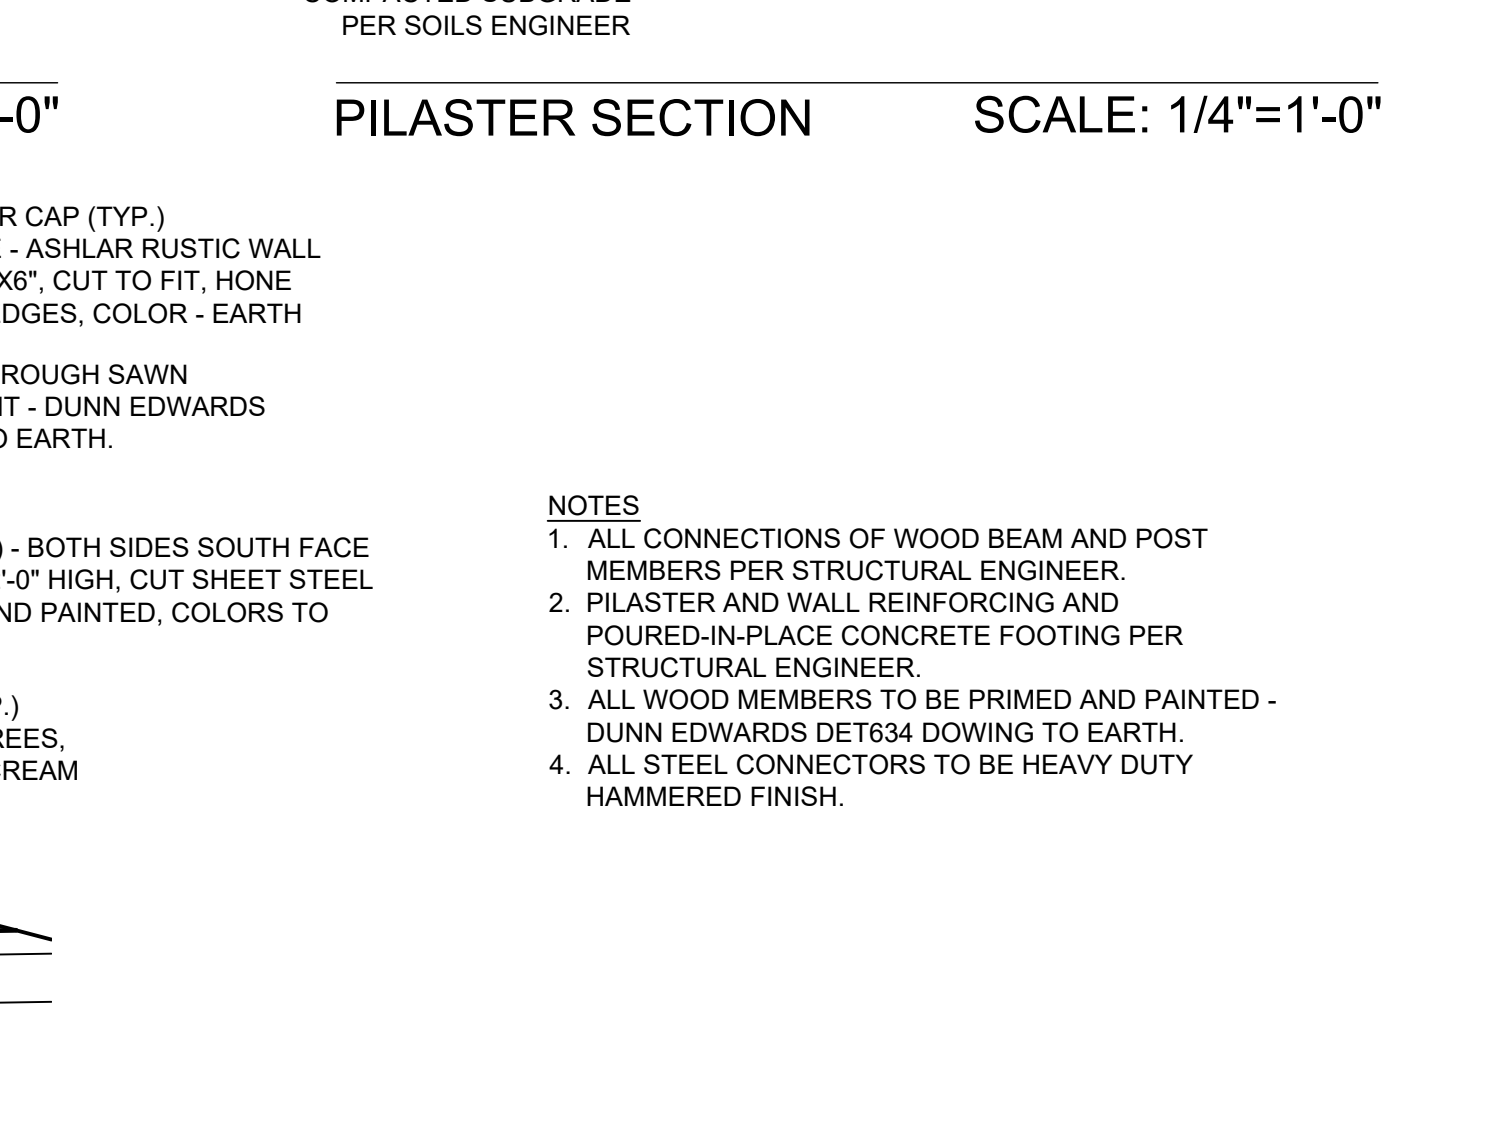 PER SOILS ENGINEER
-0"
PILASTER SECTION
SCALE: 1/4"=1'-0"
R CAP (TYP.)
- ASHLAR RUSTIC WALL
X6", CUT TO FIT, HONE
DGES, COLOR - EARTH
ROUGH SAWN
IT - DUNN EDWARDS
O EARTH.
) - BOTH SIDES SOUTH FACE
'-0" HIGH, CUT SHEET STEEL
ND PAINTED, COLORS TO
.)
REES,
CREAM
NOTES
1. ALL CONNECTIONS OF WOOD BEAM AND POST
MEMBERS PER STRUCTURAL ENGINEER.
2. PILASTER AND WALL REINFORCING AND
POURED-IN-PLACE CONCRETE FOOTING PER
STRUCTURAL ENGINEER.
3. ALL WOOD MEMBERS TO BE PRIMED AND PAINTED -
DUNN EDWARDS DET634 DOWING TO EARTH.
4. ALL STEEL CONNECTORS TO BE HEAVY DUTY
HAMMERED FINISH.